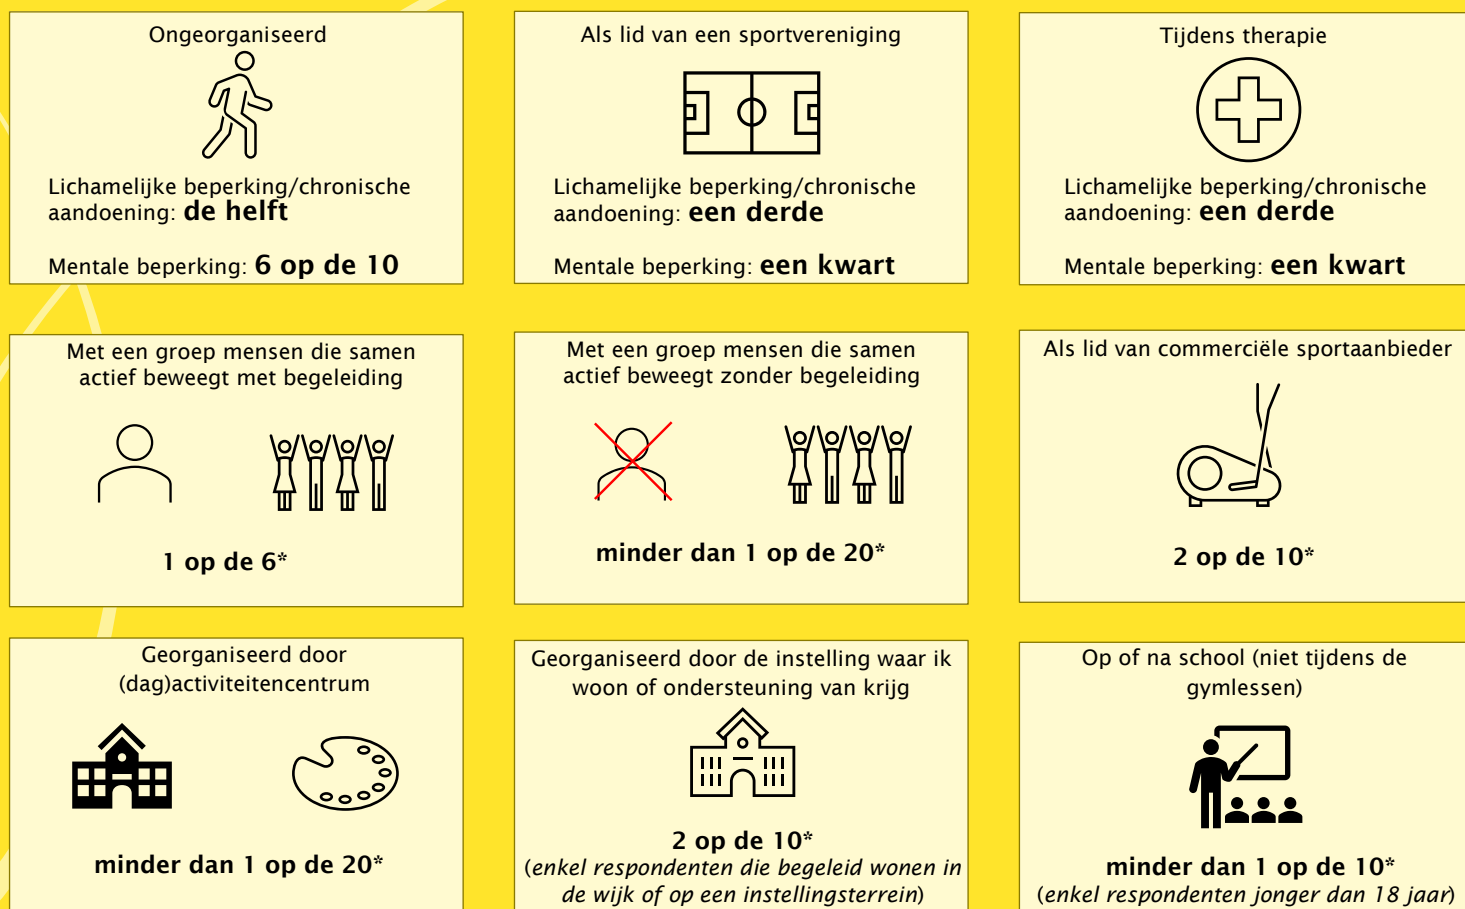 Ongeorganiseerd
Lichamelijke beperking/chronische
aandoening: de helft
Mentale beperking: 6 op de 10
Als lid van een sportvereniging
Lichamelijke beperking/chronische
aandoening: een derde
Mentale beperking: een kwart
Tijdens therapie
Lichamelijke beperking/chronische
aandoening: een derde
Mentale beperking: een kwart
Met een groep mensen die samen
actief beweegt met begeleiding
1 op de 6*
Met een groep mensen die samen
actief beweegt zonder begeleiding
minder dan 1 op de 20*
Als lid van commerciële sportaanbieder
2 op de 10*
Georganiseerd door
(dag)activiteitencentrum
minder dan 1 op de 20*
Georganiseerd door de instelling waar ik
woon of ondersteuning van krijg
2 op de 10*
(enkel respondenten die begeleid wonen in
de wijk of op een instellingsterrein)
Op of na school (niet tijdens de
gymlessen)
minder dan 1 op de 10*
(enkel respondenten jonger dan 18 jaar)